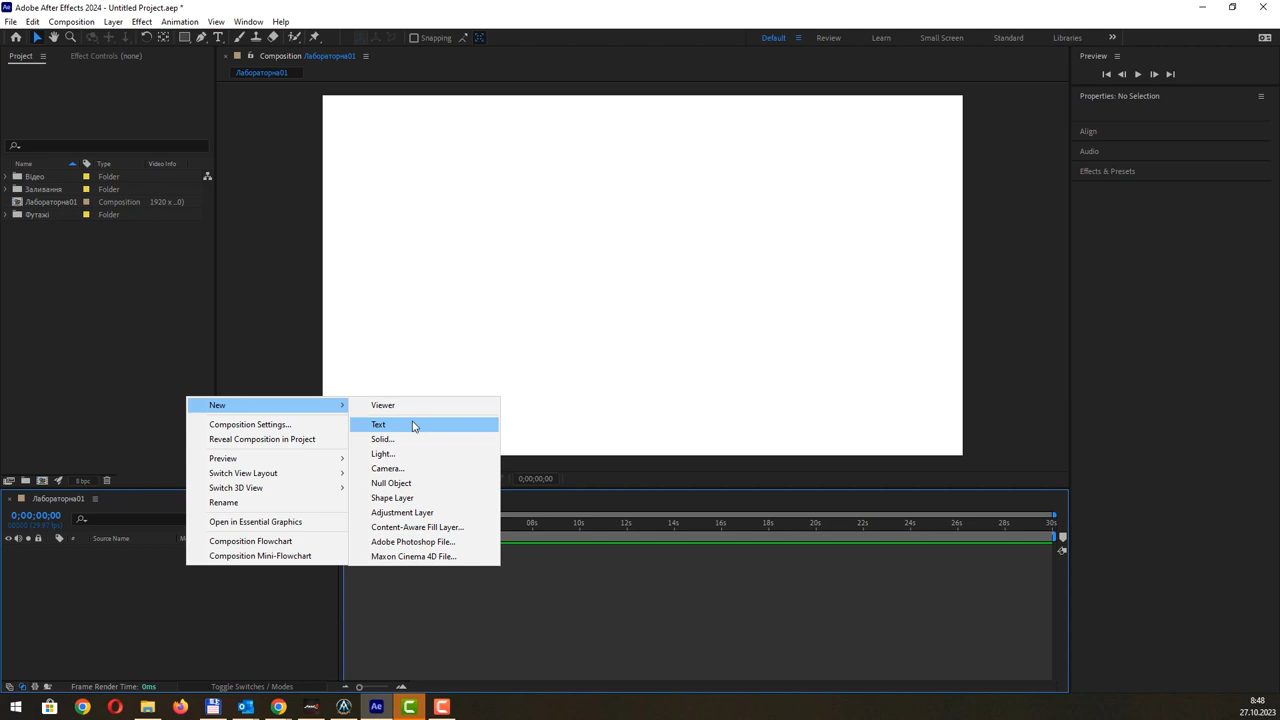 Adobe After Effects 2024 - Untitled Project.aep *
File Edit Composition Layer Effect Animation View Window Help
Snapping
Default Review Learn Small Screen Standard Libraries
Project Effect Controls (none) Composition Лабораторна01 Preview
Лабораторна01
Properties: No Selection
Align
Audio
Effects & Presets
Name Type Video Info
Відео Folder
Заливання Folder
Лабораторна01 Composition 1920 x ...0)
Футажі Folder
New
Composition Settings...
Reveal Composition in Project
Preview
Switch View Layout
Switch 3D View
Rename
Open in Essential Graphics
Composition Flowchart
Composition Mini-Flowchart
Viewer
Text
Solid...
Light...
Camera...
Null Object
Shape Layer
Adjustment Layer
Content-Aware Fill Layer...
Adobe Photoshop File...
Maxon Cinema 4D File...
8 bpc
0;00;00;00
Лабораторна01
0;00;00;00
00000 (29.97 fps)
08s 10s 12s 14s 16s 18s 20s 22s 24s 26s 28s 30s
# Source Name
Frame Render Time: 0ms Toggle Switches / Modes
8:48
27.10.2023